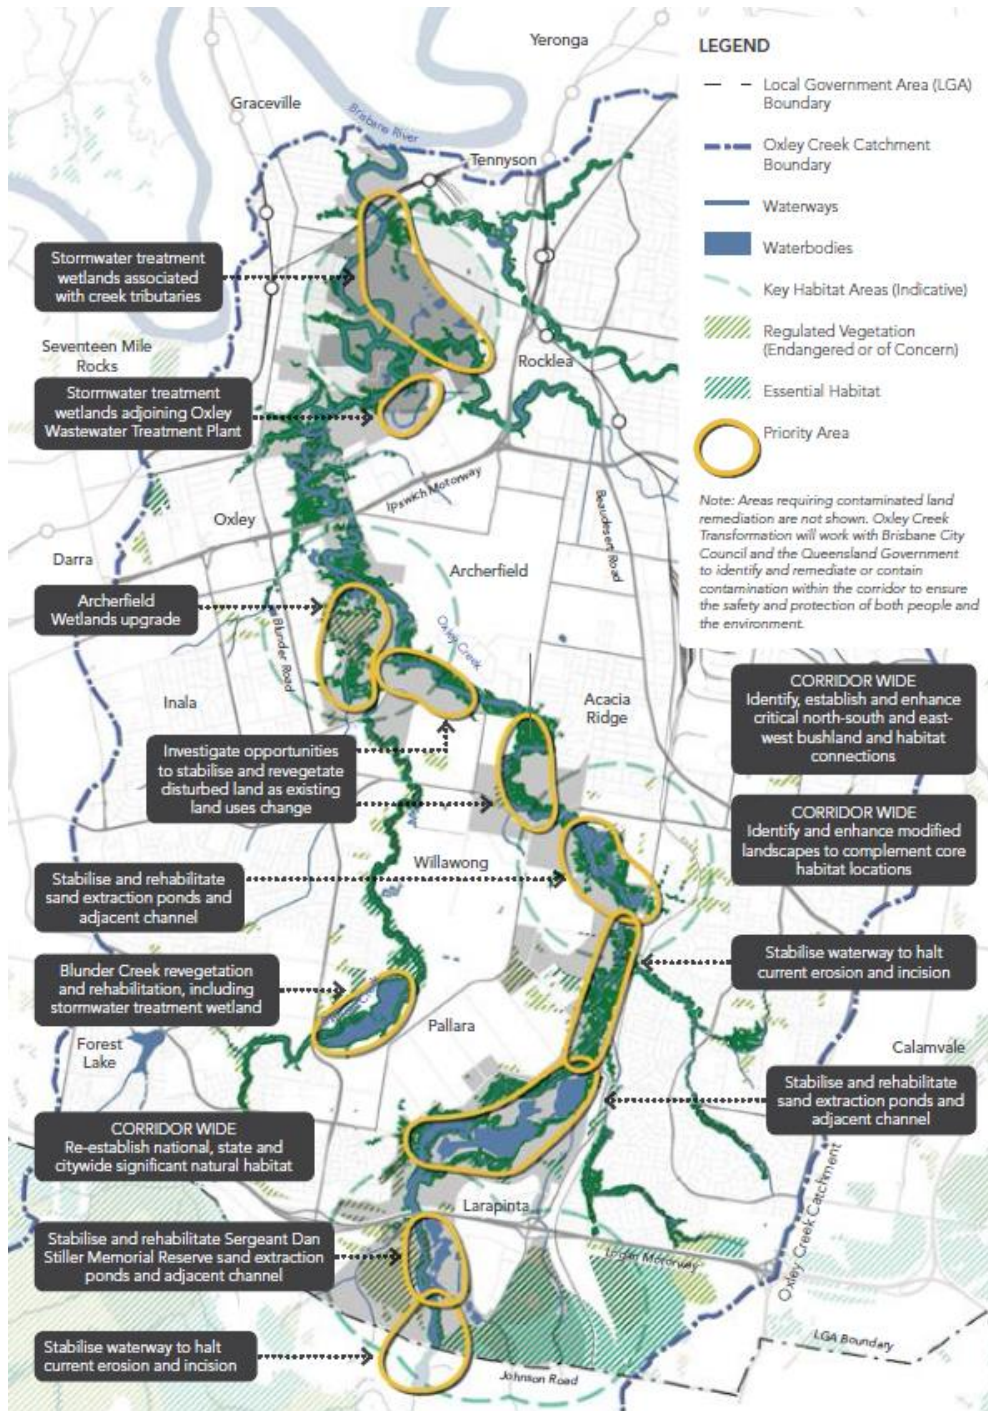 Yeronga
Graceville
Brisbane River
Tennyson
LEGEND
Local Government Area (LGA)
Boundary
Oxley Creek Catchment
Boundary
Waterways
Waterbodies
Key Habitat Areas (Indicative)
Regulated Vegetation
(Endangered or of Concern)
Essential Habitat
Priority Area
Note: Areas requiring contaminated land
remediation are not shown. Oxley Creek
Transformation will work with Brisbane City
Council and the Queensland Government
to identify and remediate or contain
contamination within the corridor to ensure
the safety and protection of both people and
the environment.
Stormwater treatment
wetlands associated
with creek tributaries
Seventeen Mile
Rocks
Rocklea
Stormwater treatment
wetlands adjoining Oxley
Wastewater Treatment Plant
Ipswich Motorway
Oxley
Beaudesert Road
Darra
Archerfield
Archerfield
Wetlands upgrade
Blunder Road
Oxley Creek
Inala
Acacia
Ridge
CORRIDOR WIDE
Identify, establish and enhance
critical north-south and east-
west bushland and habitat
connections
Investigate opportunities
to stabilise and revegetate
disturbed land as existing
land uses change
CORRIDOR WIDE
Identify and enhance modified
landscapes to complement core
habitat locations
Willawong
Stabilise and rehabilitate
sand extraction ponds and
adjacent channel
Stabilise waterway to halt
current erosion and incision
Blunder Creek revegetation
and rehabilitation, including
stormwater treatment wetland
Pallara
Forest
Lake
Calamvale
Stabilise and rehabilitate
sand extraction ponds and
adjacent channel
CORRIDOR WIDE
Re-establish national, state and
citywide significant natural habitat
Larapinta
Oxley Creek Catchment
Stabilise and rehabilitate Sergeant Dan
Stiller Memorial Reserve sand extraction
ponds and adjacent channel
Logan Motorway
Stabilise waterway to halt
current erosion and incision
LGA Boundary
Johnson Road